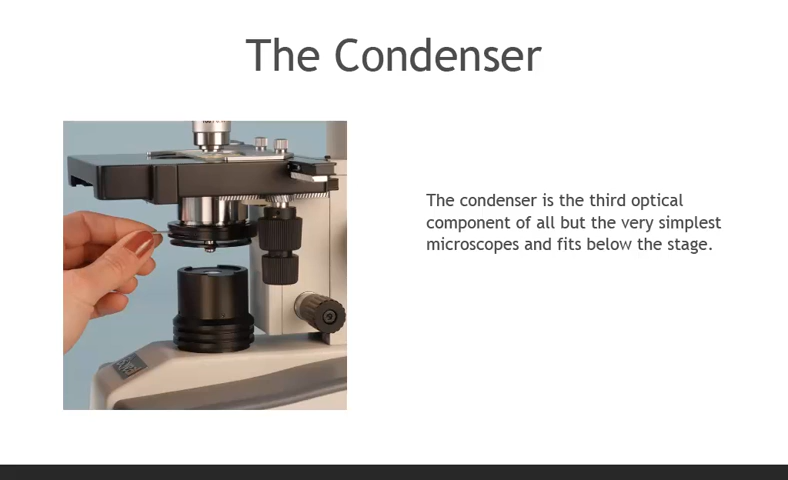 The Condenser
The condenser is the third optical
component of all but the very simplest
microscopes and fits below the stage.